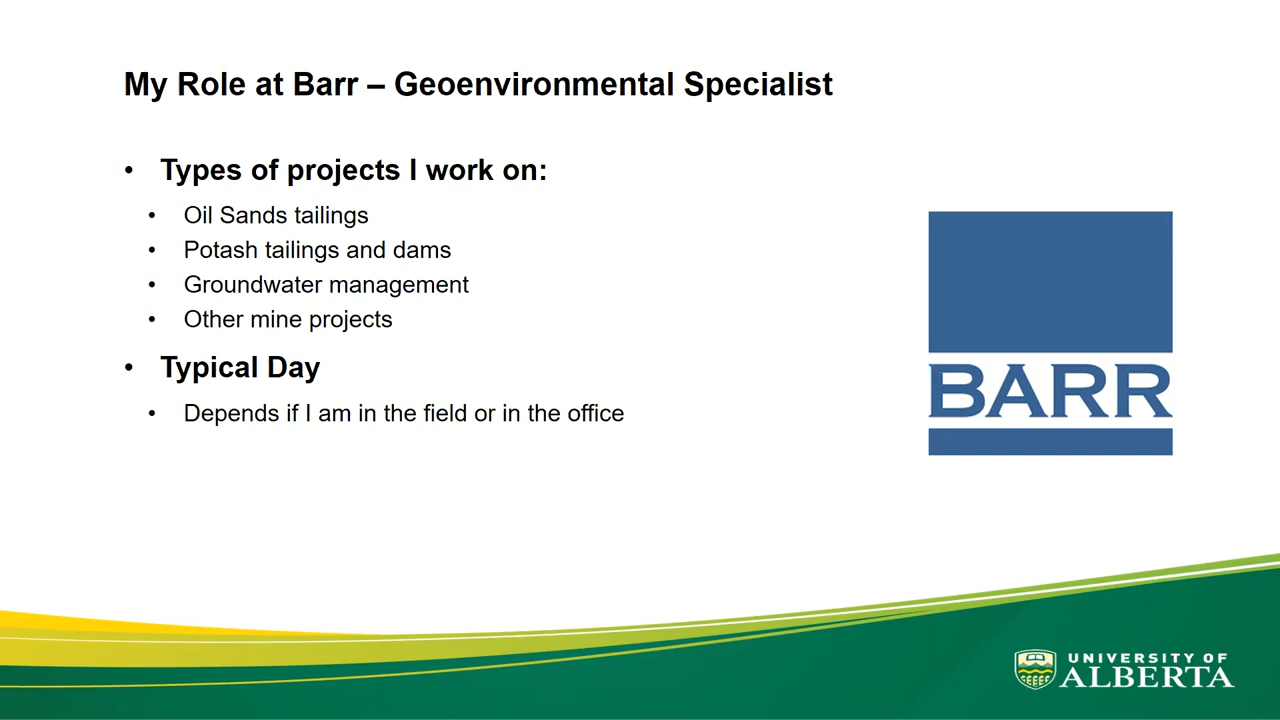 My Role at Barr – Geoenvironmental Specialist
• Types of projects I work on:
• Oil Sands tailings
• Potash tailings and dams
• Groundwater management
• Other mine projects
• Typical Day
• Depends if I am in the field or in the office
BARR
UNIVERSITY OF
ALBERTA